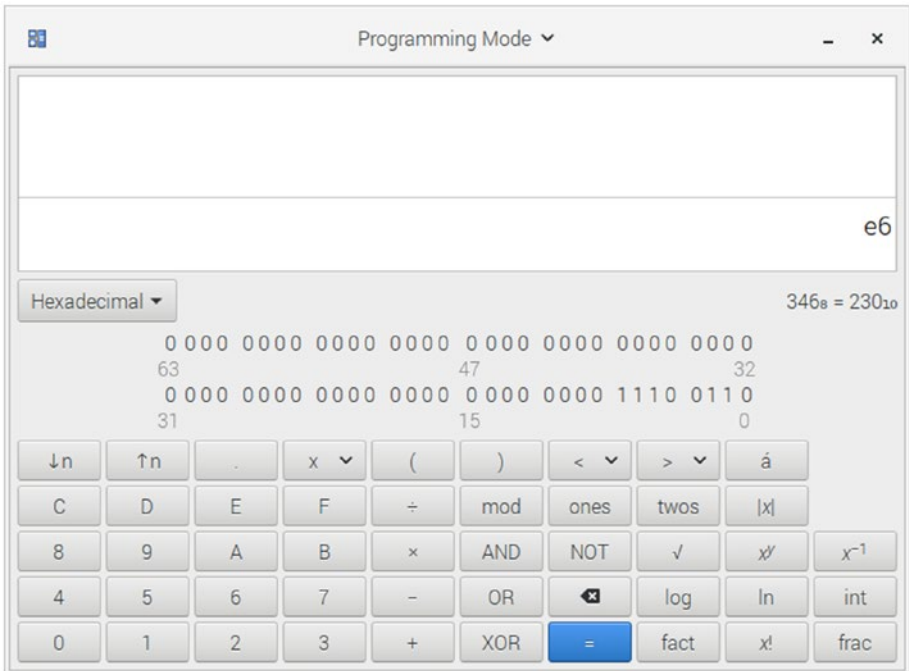 Programming Mode
e6
Hexadecimal 346₈ = 230₁₀
0 000 0000 0000 0000 0 000 0000 0000 000 0
63 47 32
0 000 0000 0000 0000 0 000 0000 1110 011 0
31 15 0
↓n ↑n . x ( ) < > á
C D E F ÷ mod ones twos |x|
8 9 A B × AND NOT √ xʸ x⁻¹
4 5 6 7 − OR log ln int
0 1 2 3 + XOR = fact x! frac